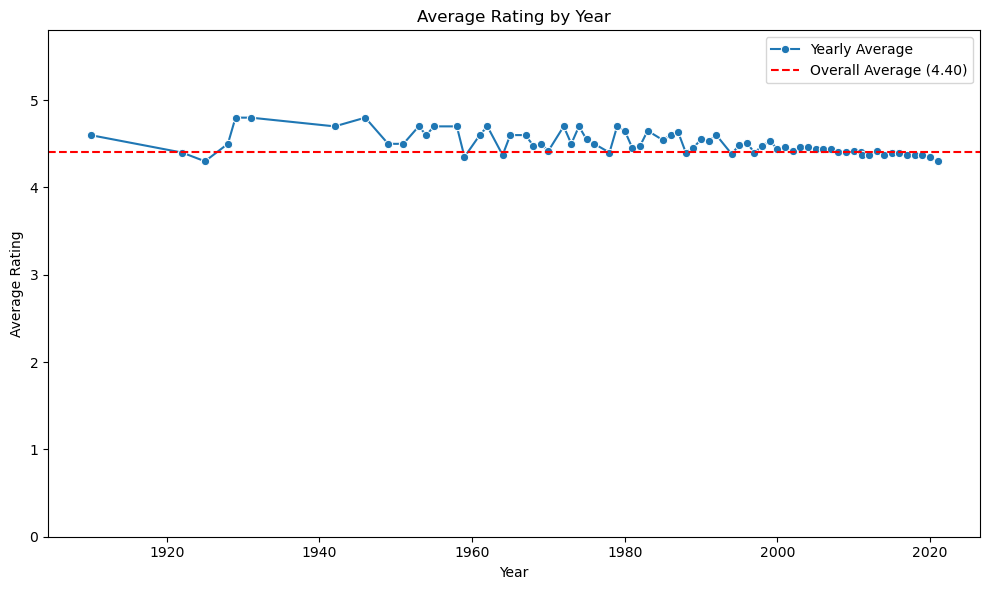 Average Rating by Year
Yearly Average
Overall Average (4.40)
Average Rating
5
4
3
2
1
0
1920
1940
1960
1980
2000
2020
Year